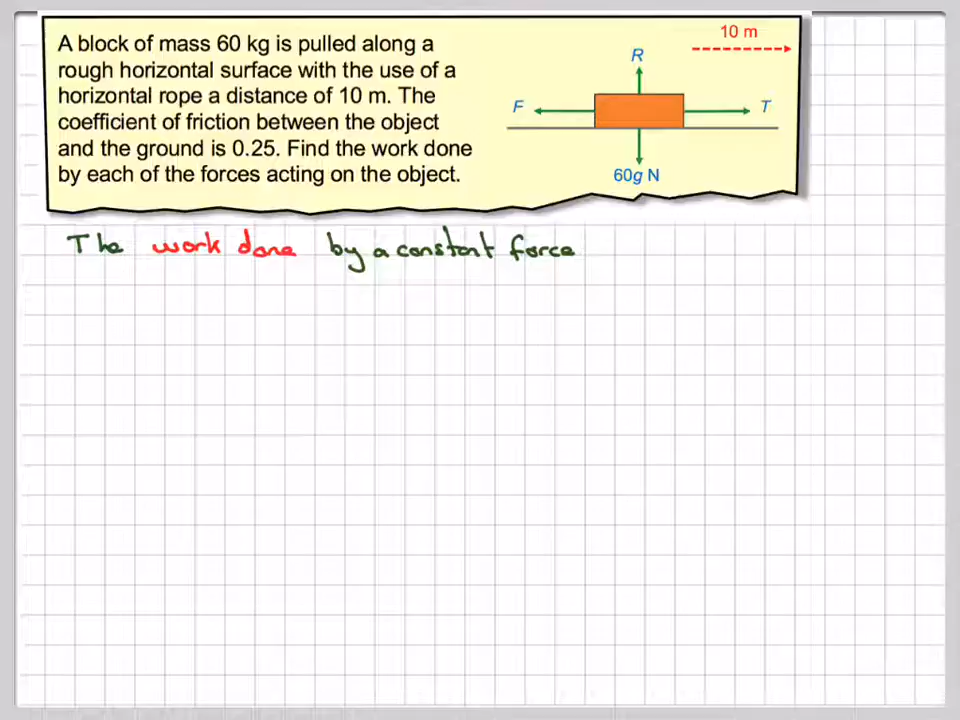 A block of mass 60 kg is pulled along a
rough horizontal surface with the use of a
horizontal rope a distance of 10 m. The
coefficient of friction between the object
and the ground is 0.25. Find the work done
by each of the forces acting on the object.
10 m
R
F
T
60g N
The work done by a constant force